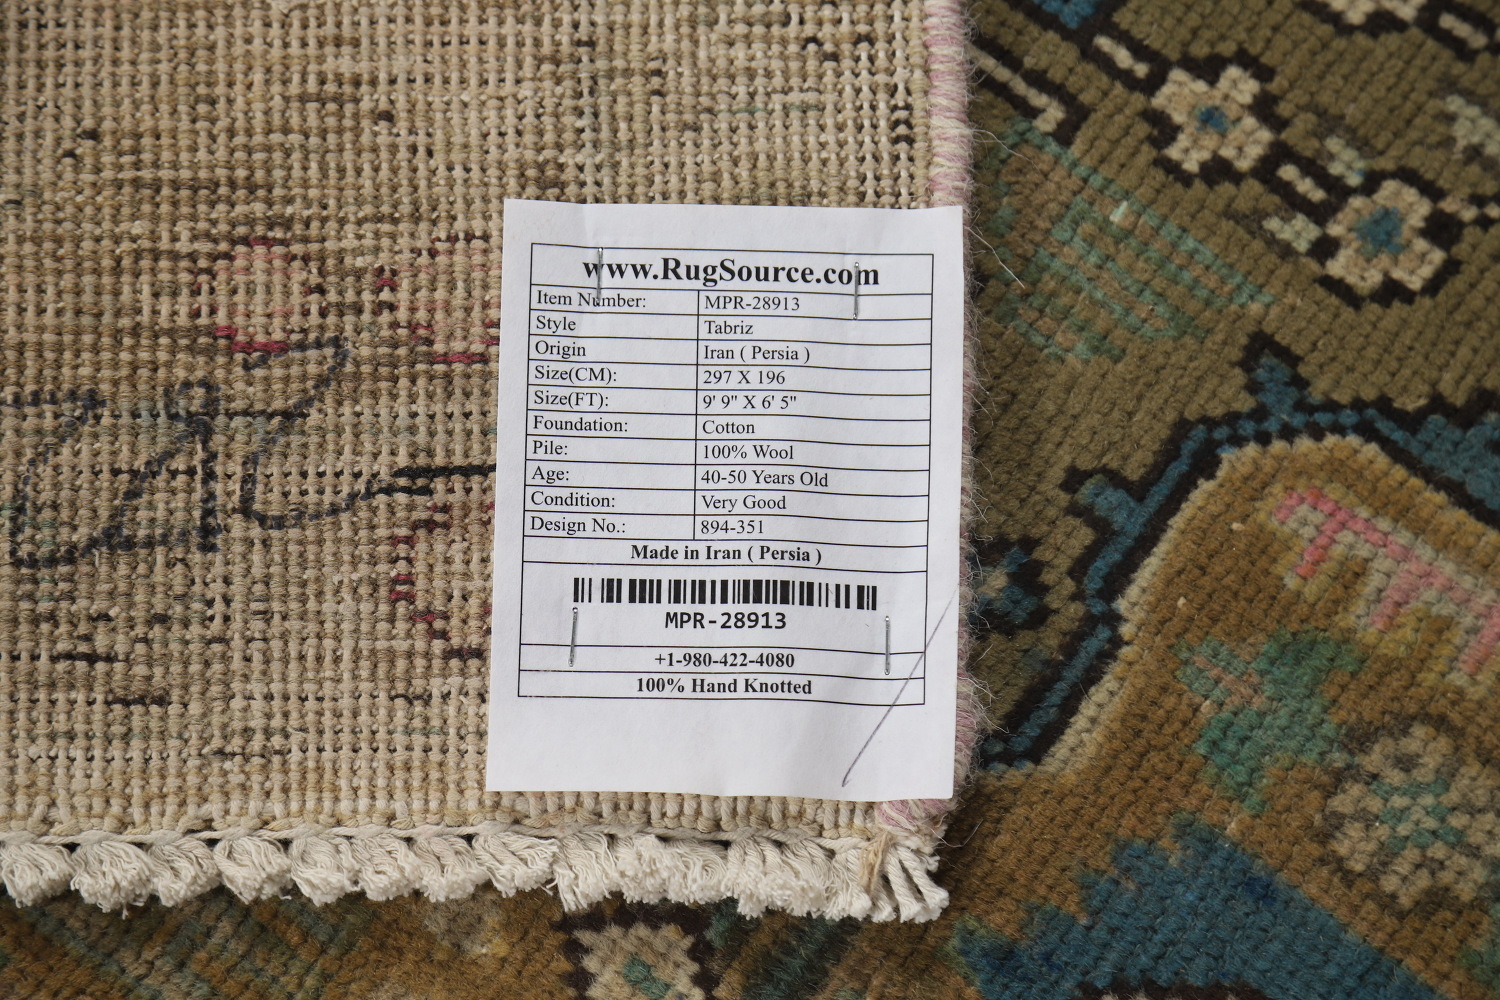 www.RugSource.com
Item Number: MPR-28913
Style Tabriz
Origin Iran ( Persia )
Size(CM): 297 X 196
Size(FT): 9' 9" X 6' 5"
Foundation: Cotton
Pile: 100% Wool
Age: 40-50 Years Old
Condition: Very Good
Design No.: 894-351
Made in Iran ( Persia )
MPR-28913
+1-980-422-4080
100% Hand Knotted